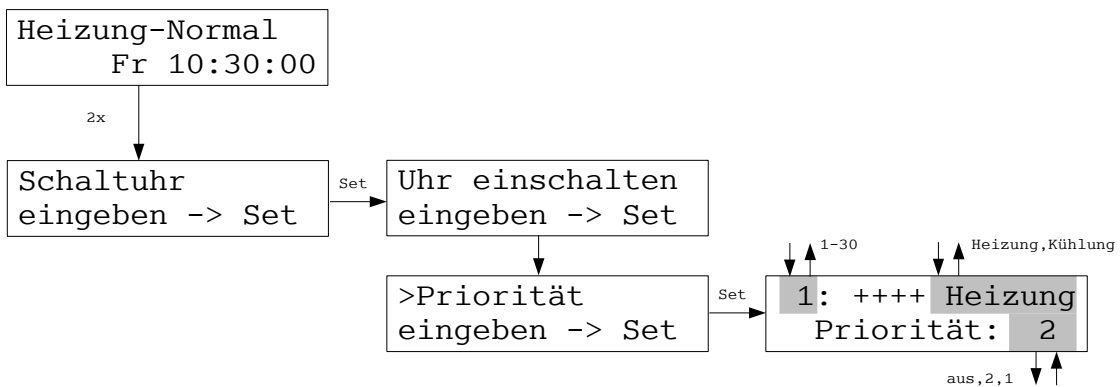 Heizung-Normal
Fr 10:30:00
2x
Schaltuhr
eingeben -> Set
Set
Uhr einschalten
eingeben -> Set
>Priorität
eingeben -> Set
Set
1-30
Heizung,Kühlung
1: ++++ Heizung
Priorität: 2
aus,2,1